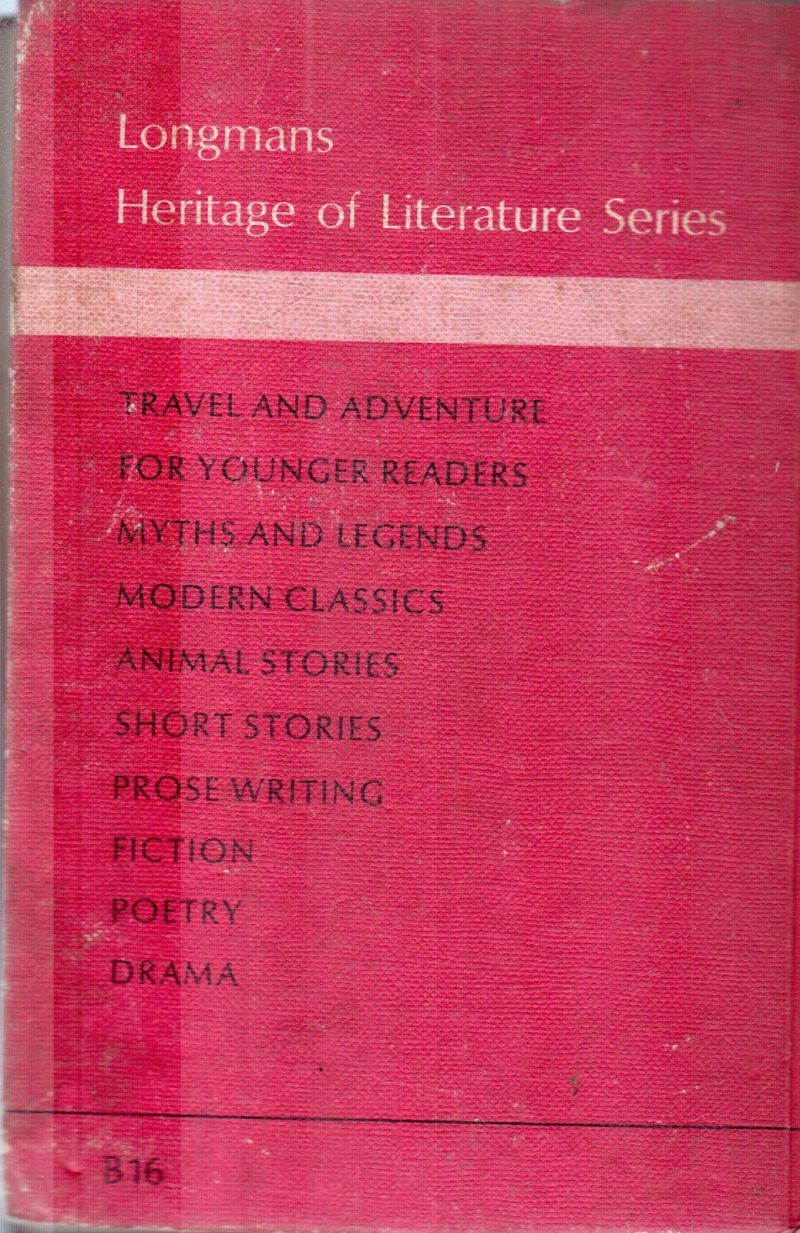 Longmans
Heritage of Literature Series
TRAVEL AND ADVENTURE
FOR YOUNGER READERS
MYTHS AND LEGENDS
MODERN CLASSICS
ANIMAL STORIES
SHORT STORIES
PROSE WRITING
FICTION
POETRY
DRAMA
B16